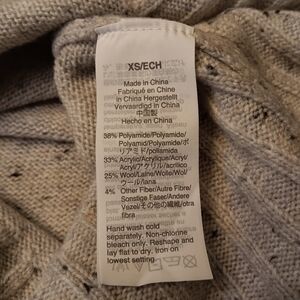 XS/ECH
Made in China
Fabriqué en Chine
in China Hergestellt
Vervaardigd in China
中国製
Hecho en China
38% Polyamide/Polyamide/
Polyamid/Polyamide/ポ
リアミド/poliamida
33% Acrylic/Acrylique/Acryl/
Acryl/アクリル/acrílico
25% Wool/Laine/Wolle/Wol/
ウール/lana
4% Other Fiber/Autre Fibre/
Sonstige Faser/Andere
Vezel/その他の繊維/otra
fibra
Hand wash cold
separately. Non-chlorine
bleach only. Reshape and
lay flat to dry. Iron on
lowest setting.